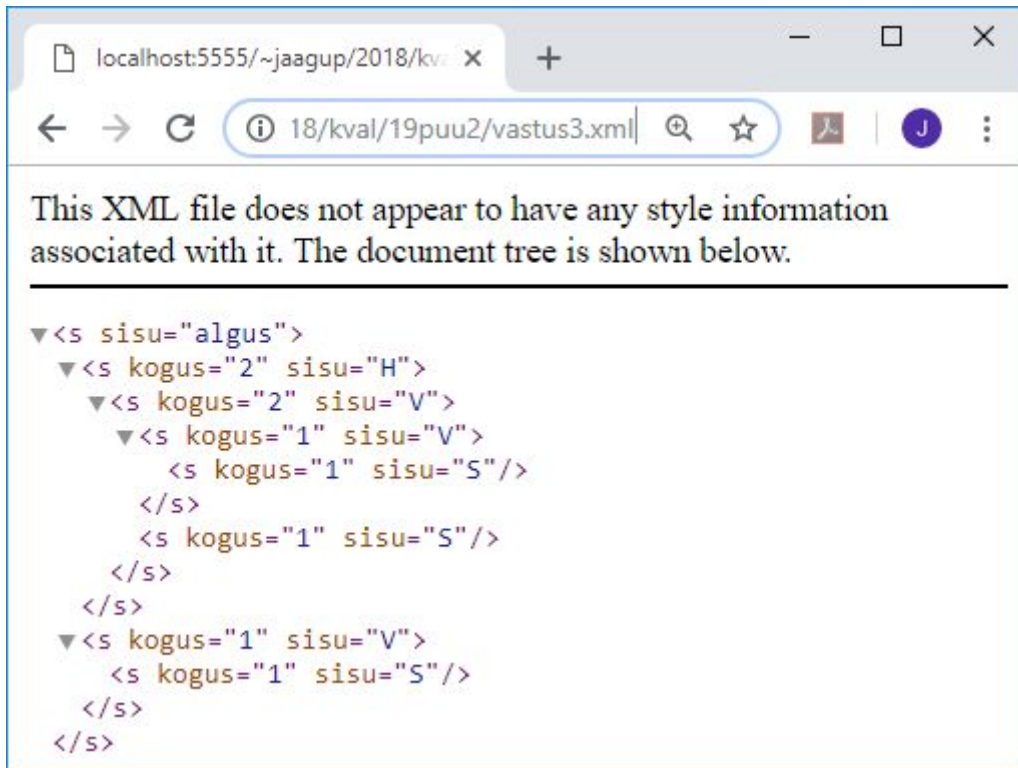 localhost:5555/~jaagup/2018/kv
18/kval/19puu2/vastus3.xml
J
This XML file does not appear to have any style information
associated with it. The document tree is shown below.
▼<s sisu="algus">
▼<s kogus="2" sisu="H">
▼<s kogus="2" sisu="V">
▼<s kogus="1" sisu="V">
<s kogus="1" sisu="S"/>
</s>
<s kogus="1" sisu="S"/>
</s>
</s>
▼<s kogus="1" sisu="V">
<s kogus="1" sisu="S"/>
</s>
</s>